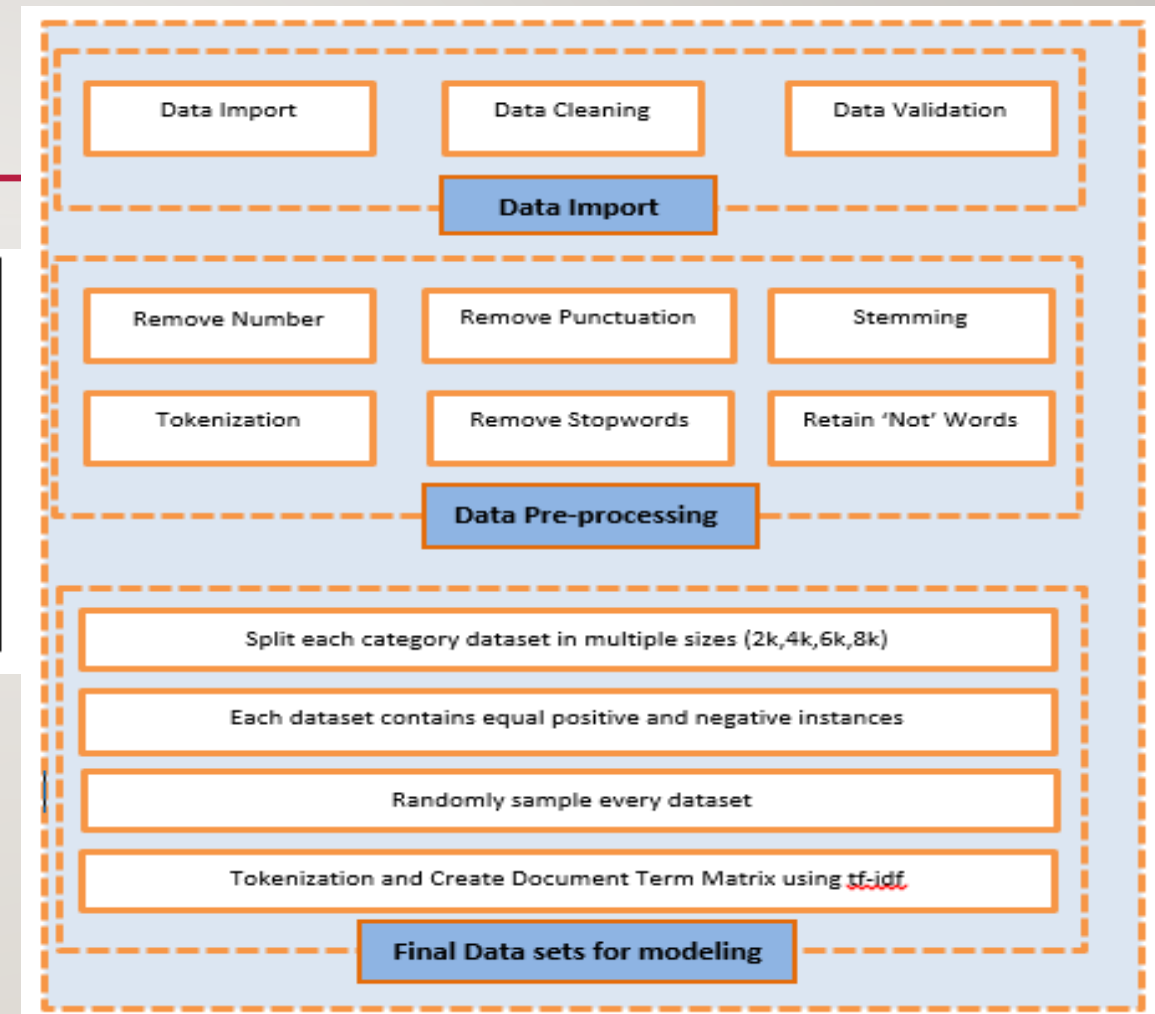 Data Import
Data Cleaning
Data Validation
Data Import
Remove Number
Remove Punctuation
Stemming
Tokenization
Remove Stopwords
Retain ‘Not’ Words
Data Pre-processing
Split each category dataset in multiple sizes (2k,4k,6k,8k)
Each dataset contains equal positive and negative instances
Randomly sample every dataset
Tokenization and Create Document Term Matrix using tf-idf.
Final Data sets for modeling